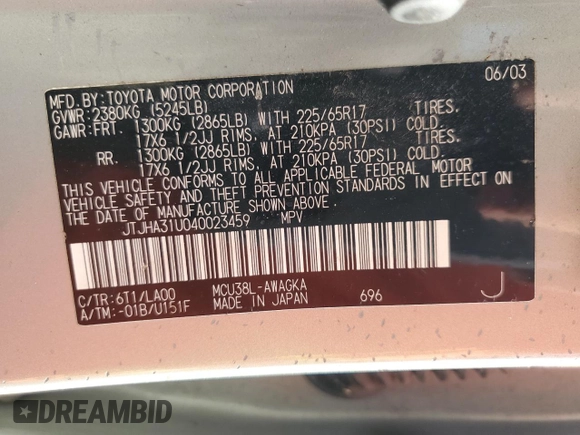 06/03
MFD.BY:TOYOTA MOTOR CORPORATION
GVWR:2380KG (5245LB)
GAWR:FRT 1300KG (2865LB) WITH 225/65R17 TIRES.
17X6 1/2JJ RIMS, AT 210KPA (30PSI) COLD.
RR. 1300KG (2865LB) WITH 225/65R17 TIRES.
17X6 1/2JJ RIMS, AT 210KPA (30PSI) COLD.
THIS VEHICLE CONFORMS TO ALL APPLICABLE FEDERAL MOTOR
VEHICLE SAFETY AND THEFT PREVENTION STANDARDS IN EFFECT ON
THE DATE OF MANUFACTURE SHOWN ABOVE.
JTJHA31U040023459 MPV
C/TR:6T1/LA00 MCU38L-AWAGKA
A/TM:-01B/U151F MADE IN JAPAN 696 J
DREAMBID